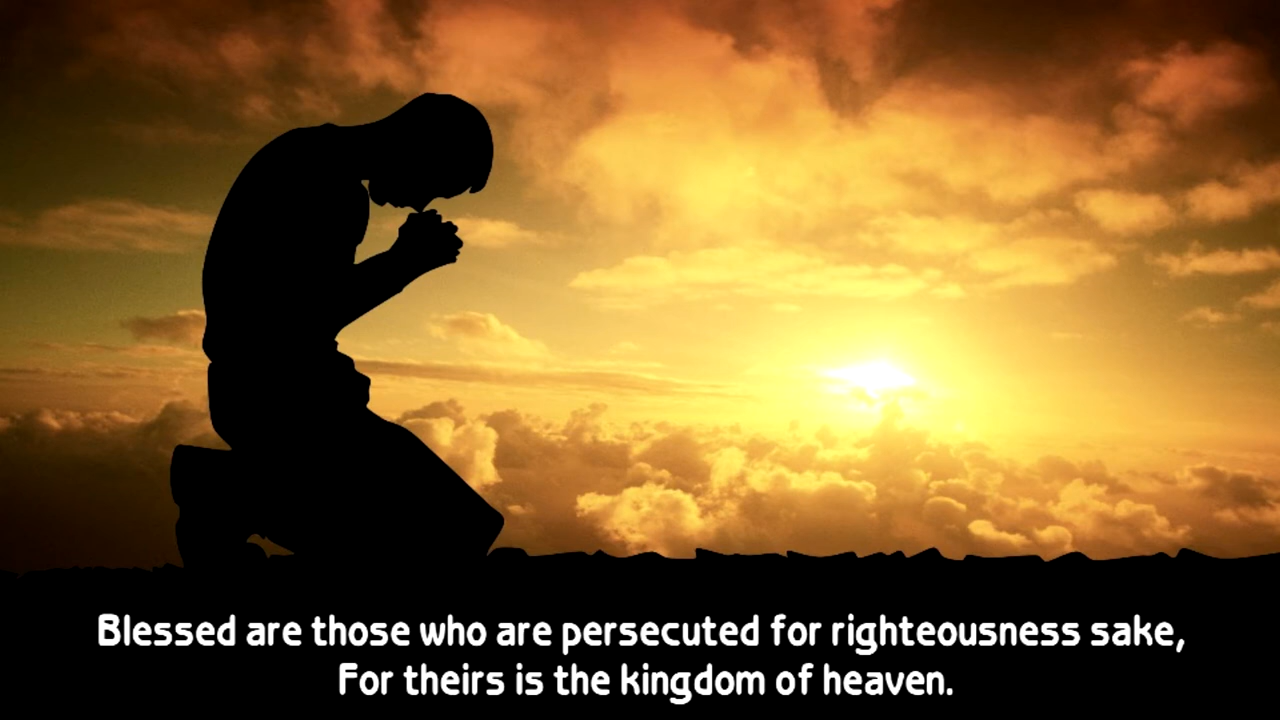 Blessed are those who are persecuted for righteousness sake,
For theirs is the kingdom of heaven.